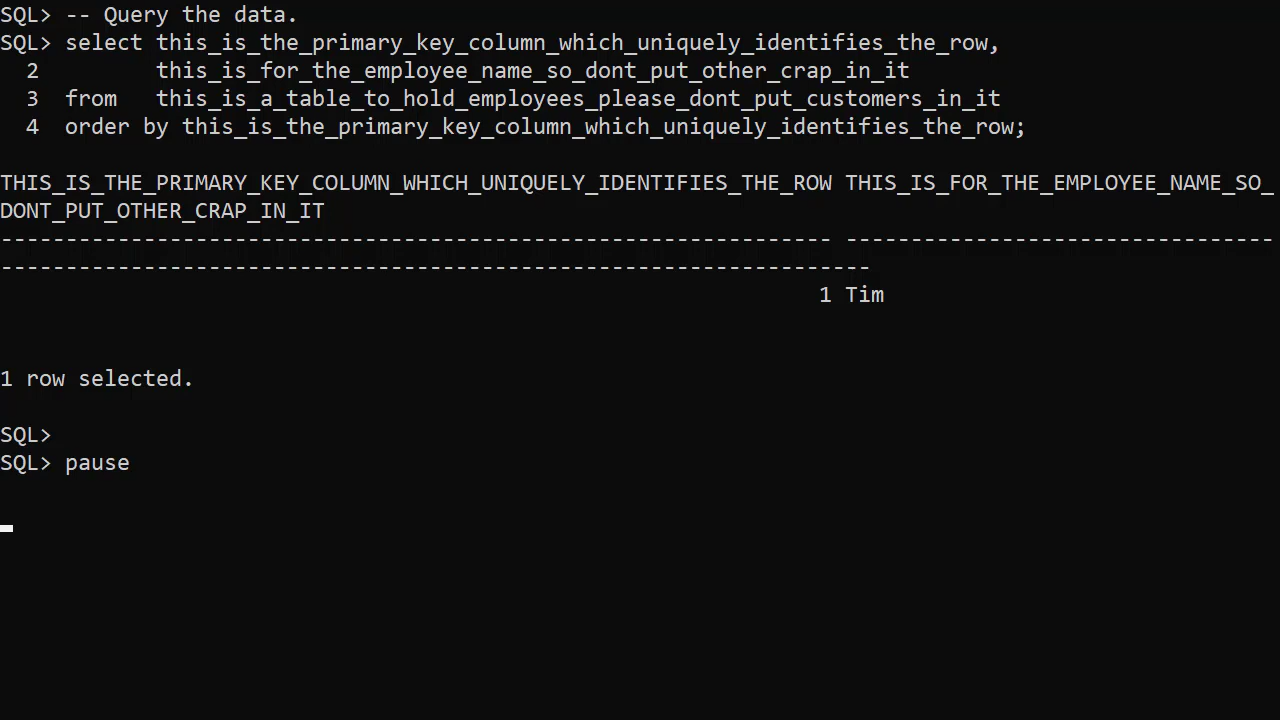 SQL> -- Query the data.
SQL> select this_is_the_primary_key_column_which_uniquely_identifies_the_row,
  2         this_is_for_the_employee_name_so_dont_put_other_crap_in_it
  3  from   this_is_a_table_to_hold_employees_please_dont_put_customers_in_it
  4  order by this_is_the_primary_key_column_which_uniquely_identifies_the_row;
THIS_IS_THE_PRIMARY_KEY_COLUMN_WHICH_UNIQUELY_IDENTIFIES_THE_ROW THIS_IS_FOR_THE_EMPLOYEE_NAME_SO_
DONT_PUT_OTHER_CRAP_IN_IT
---------------------------------------------------------------- ---------------------------------
-------------------------------------------------------------------
                                                               1 Tim
1 row selected.
SQL>
SQL> pause